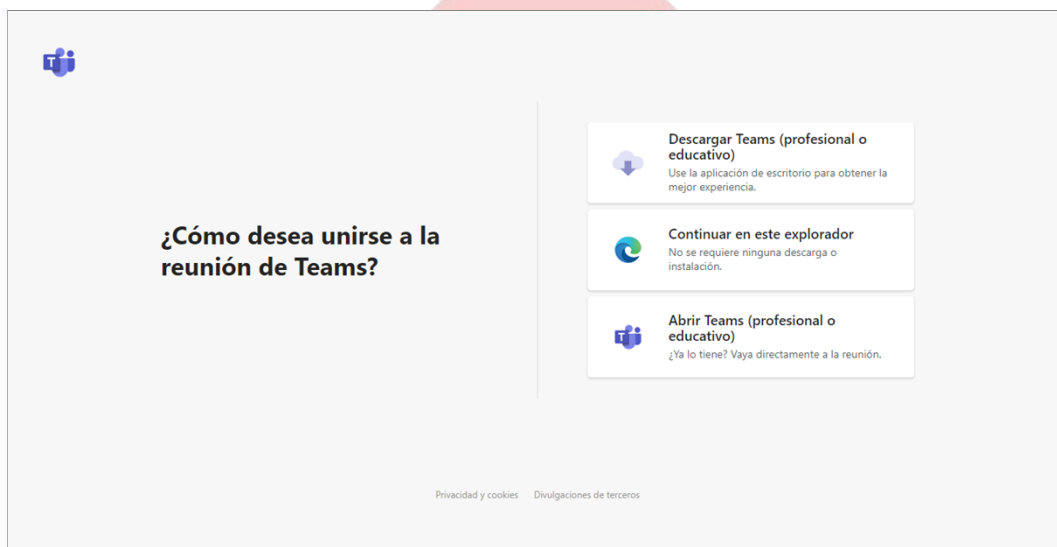 ¿Cómo desea unirse a la
reunión de Teams?
Descargar Teams (profesional o
educativo)
Use la aplicación de escritorio para obtener la
mejor experiencia.
Continuar en este explorador
No se requiere ninguna descarga o
instalación.
Abrir Teams (profesional o
educativo)
¿Ya lo tiene? Vaya directamente a la reunión.
Privacidad y cookies Divulgaciones de terceros